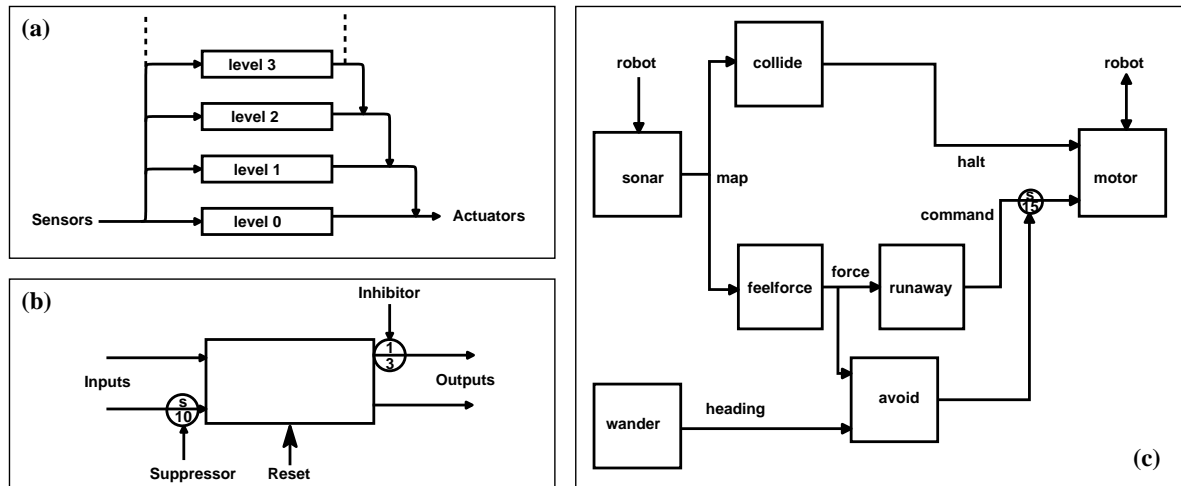 (a)
level 3
level 2
level 1
level 0
Sensors
Actuators
(b)
Inhibitor
1
3
Inputs
Outputs
s
10
Suppressor
Reset
robot
collide
robot
sonar
map
halt
motor
command
s
15
feelforce
force
runaway
wander
heading
avoid
(c)